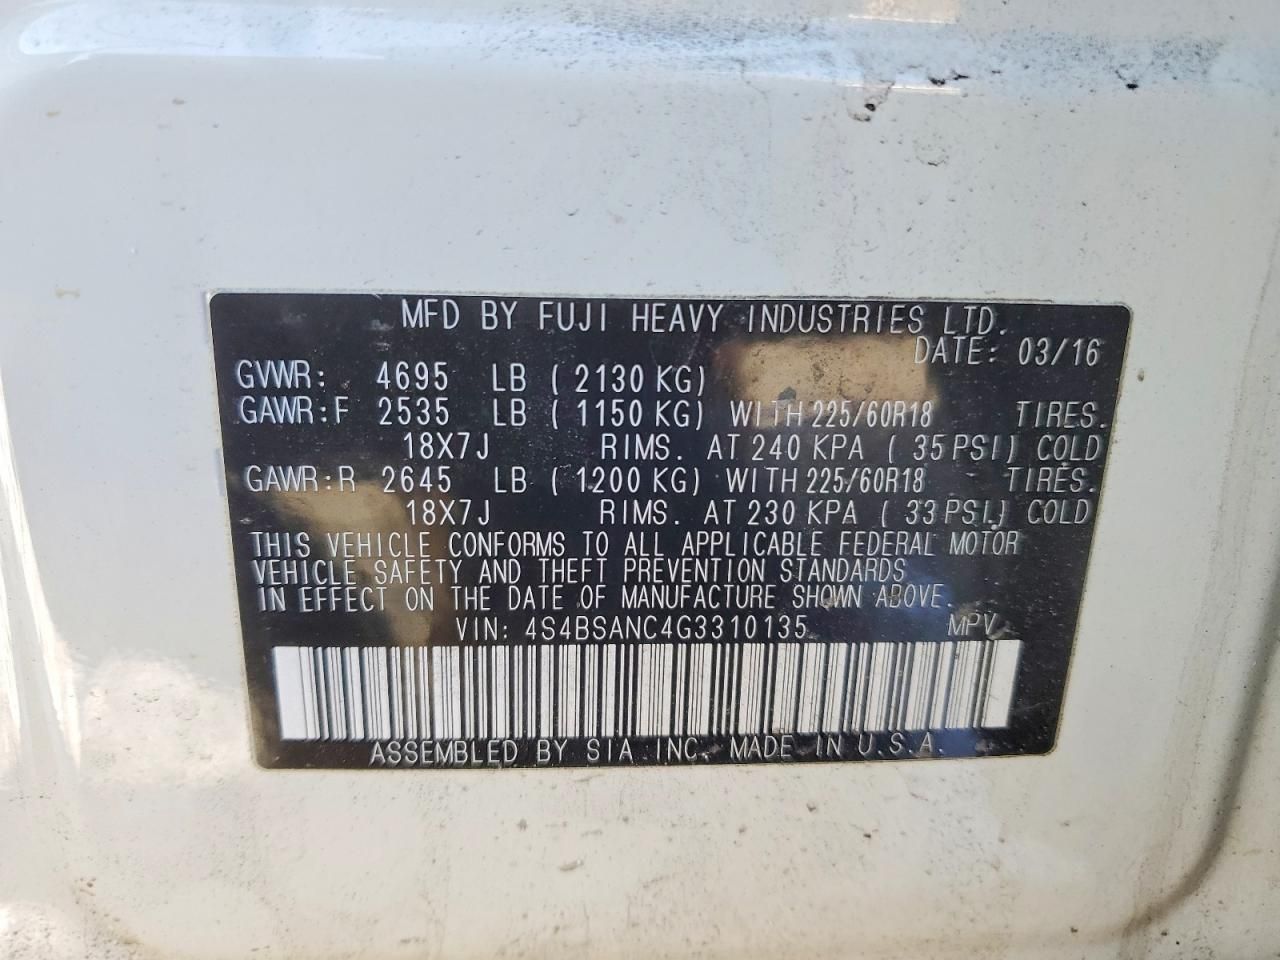 MFD BY FUJI HEAVY INDUSTRIES LTD.
DATE: 03/16
GVWR: 4695 LB ( 2130 KG)
GAWR:F 2535 LB ( 1150 KG) WITH 225/60R18 TIRES.
18X7J RIMS. AT 240 KPA ( 35 PSI) COLD
GAWR:R 2645 LB ( 1200 KG) WITH 225/60R18 TIRES.
18X7J RIMS. AT 230 KPA ( 33 PSI) COLD
THIS VEHICLE CONFORMS TO ALL APPLICABLE FEDERAL MOTOR
VEHICLE SAFETY AND THEFT PREVENTION STANDARDS
IN EFFECT ON THE DATE OF MANUFACTURE SHOWN ABOVE.
VIN: 4S4BSANC4G3310135 MPV
ASSEMBLED BY SIA INC. MADE IN U.S.A.